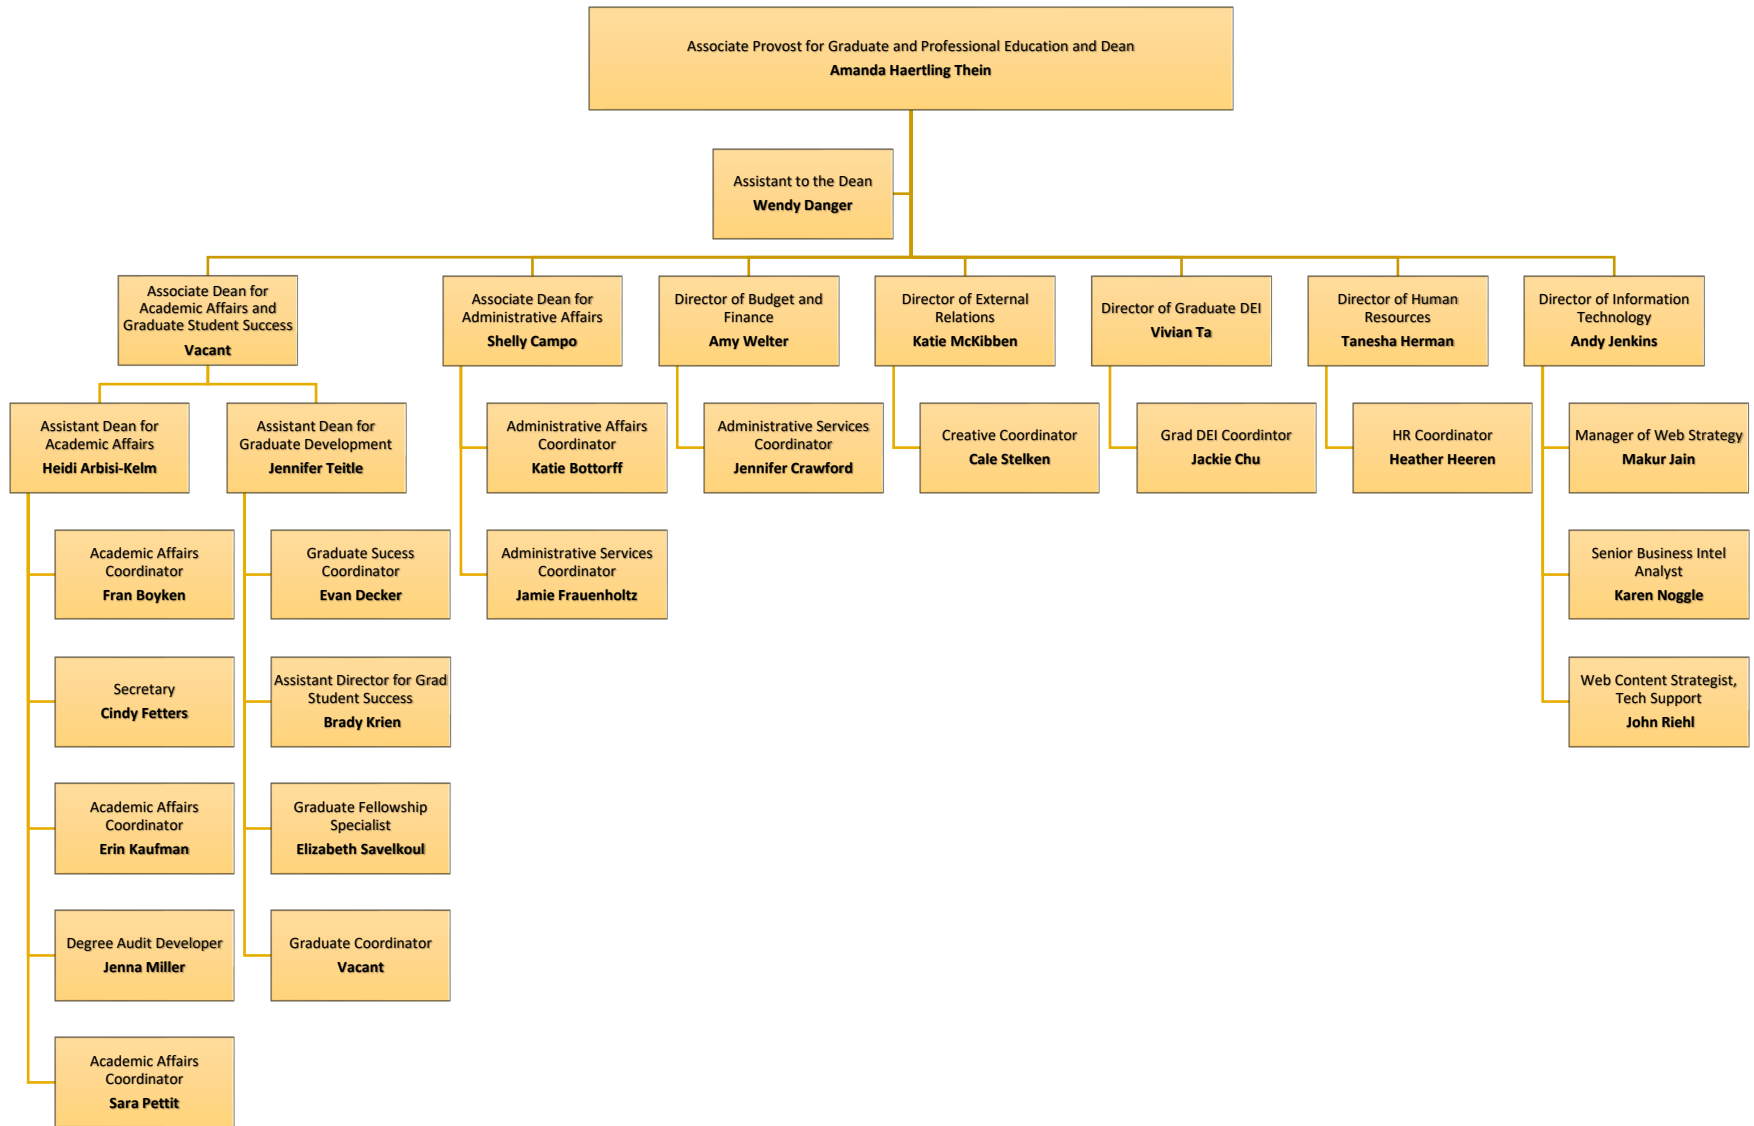 Associate Provost for Graduate and Professional Education and Dean
Amanda Haertling Thein
Assistant to the Dean
Wendy Danger
Associate Dean for
Academic Affairs and
Graduate Student Success
Vacant
Associate Dean for
Administrative Affairs
Shelly Campo
Director of Budget and
Finance
Amy Welter
Director of External
Relations
Katie McKibben
Director of Graduate DEI
Vivian Ta
Director of Human
Resources
Tanesha Herman
Director of Information
Technology
Andy Jenkins
Assistant Dean for
Academic Affairs
Heidi Arbisi-Kelm
Assistant Dean for
Graduate Development
Jennifer Teitle
Administrative Affairs
Coordinator
Katie Bottorff
Administrative Services
Coordinator
Jennifer Crawford
Creative Coordinator
Cale Stelken
Grad DEI Coordintor
Jackie Chu
HR Coordinator
Heather Heeren
Manager of Web Strategy
Makur Jain
Academic Affairs
Coordinator
Fran Boyken
Graduate Sucess
Coordinator
Evan Decker
Administrative Services
Coordinator
Jamie Frauenholtz
Senior Business Intel
Analyst
Karen Noggle
Secretary
Cindy Fetters
Assistant Director for Grad
Student Success
Brady Krien
Web Content Strategist,
Tech Support
John Riehl
Academic Affairs
Coordinator
Erin Kaufman
Graduate Fellowship
Specialist
Elizabeth Savelkoul
Degree Audit Developer
Jenna Miller
Graduate Coordinator
Vacant
Academic Affairs
Coordinator
Sara Pettit